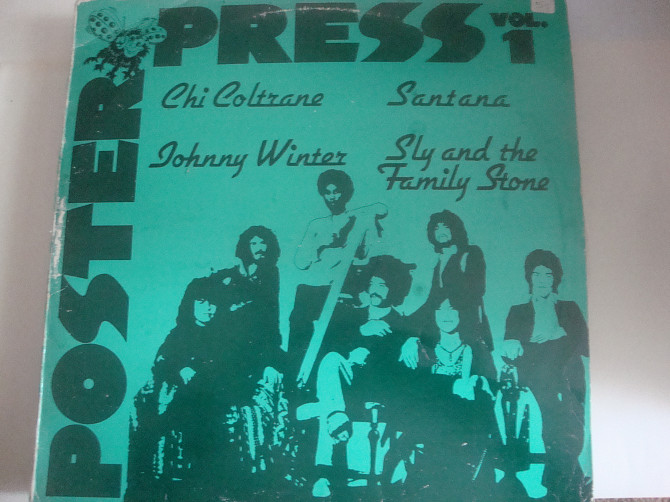 POSTER
PRESS VOL. 1
Chi Coltrane
Santana
Johnny Winter
Sly and the
Family Stone